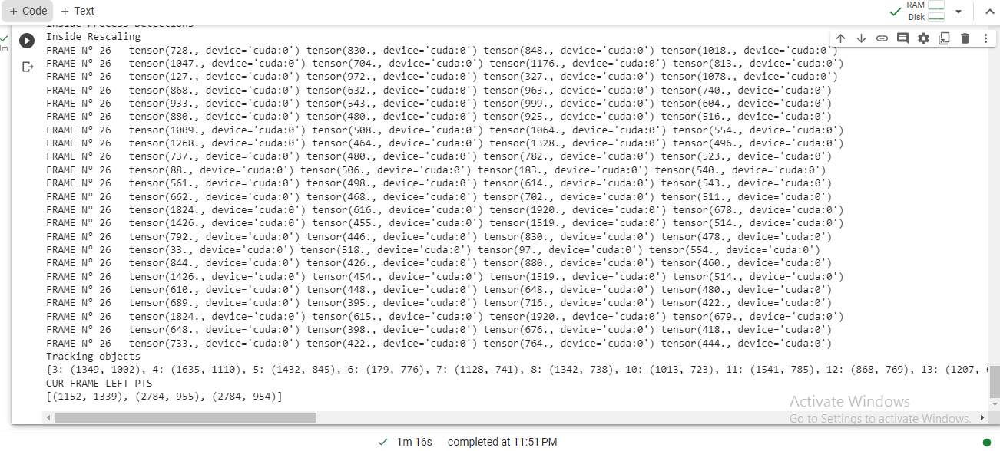 + Code + Text
RAM
Disk
Inside Process Detections
Inside Rescaling
FRAME Nº 26 tensor(728., device='cuda:0') tensor(830., device='cuda:0') tensor(848., device='cuda:0') tensor(1018., device='cuda:0')
FRAME Nº 26 tensor(1047., device='cuda:0') tensor(704., device='cuda:0') tensor(1176., device='cuda:0') tensor(813., device='cuda:0')
FRAME Nº 26 tensor(127., device='cuda:0') tensor(972., device='cuda:0') tensor(327., device='cuda:0') tensor(1078., device='cuda:0')
FRAME Nº 26 tensor(868., device='cuda:0') tensor(632., device='cuda:0') tensor(963., device='cuda:0') tensor(740., device='cuda:0')
FRAME Nº 26 tensor(933., device='cuda:0') tensor(543., device='cuda:0') tensor(999., device='cuda:0') tensor(604., device='cuda:0')
FRAME Nº 26 tensor(880., device='cuda:0') tensor(480., device='cuda:0') tensor(925., device='cuda:0') tensor(516., device='cuda:0')
FRAME Nº 26 tensor(1009., device='cuda:0') tensor(508., device='cuda:0') tensor(1064., device='cuda:0') tensor(554., device='cuda:0')
FRAME Nº 26 tensor(1268., device='cuda:0') tensor(464., device='cuda:0') tensor(1328., device='cuda:0') tensor(496., device='cuda:0')
FRAME Nº 26 tensor(737., device='cuda:0') tensor(480., device='cuda:0') tensor(782., device='cuda:0') tensor(523., device='cuda:0')
FRAME Nº 26 tensor(88., device='cuda:0') tensor(506., device='cuda:0') tensor(183., device='cuda:0') tensor(540., device='cuda:0')
FRAME Nº 26 tensor(561., device='cuda:0') tensor(498., device='cuda:0') tensor(614., device='cuda:0') tensor(543., device='cuda:0')
FRAME Nº 26 tensor(662., device='cuda:0') tensor(468., device='cuda:0') tensor(702., device='cuda:0') tensor(511., device='cuda:0')
FRAME Nº 26 tensor(1824., device='cuda:0') tensor(616., device='cuda:0') tensor(1920., device='cuda:0') tensor(678., device='cuda:0')
FRAME Nº 26 tensor(1426., device='cuda:0') tensor(455., device='cuda:0') tensor(1519., device='cuda:0') tensor(514., device='cuda:0')
FRAME Nº 26 tensor(792., device='cuda:0') tensor(446., device='cuda:0') tensor(830., device='cuda:0') tensor(478., device='cuda:0')
FRAME Nº 26 tensor(33., device='cuda:0') tensor(518., device='cuda:0') tensor(97., device='cuda:0') tensor(554., device='cuda:0')
FRAME Nº 26 tensor(844., device='cuda:0') tensor(426., device='cuda:0') tensor(880., device='cuda:0') tensor(460., device='cuda:0')
FRAME Nº 26 tensor(1426., device='cuda:0') tensor(454., device='cuda:0') tensor(1519., device='cuda:0') tensor(514., device='cuda:0')
FRAME Nº 26 tensor(610., device='cuda:0') tensor(448., device='cuda:0') tensor(648., device='cuda:0') tensor(480., device='cuda:0')
FRAME Nº 26 tensor(689., device='cuda:0') tensor(395., device='cuda:0') tensor(716., device='cuda:0') tensor(422., device='cuda:0')
FRAME Nº 26 tensor(1824., device='cuda:0') tensor(615., device='cuda:0') tensor(1920., device='cuda:0') tensor(679., device='cuda:0')
FRAME Nº 26 tensor(648., device='cuda:0') tensor(398., device='cuda:0') tensor(676., device='cuda:0') tensor(418., device='cuda:0')
FRAME Nº 26 tensor(733., device='cuda:0') tensor(422., device='cuda:0') tensor(764., device='cuda:0') tensor(444., device='cuda:0')
Tracking objects
{3: (1349, 1002), 4: (1635, 1110), 5: (1432, 845), 6: (179, 776), 7: (1128, 741), 8: (1342, 738), 10: (1013, 723), 11: (1541, 785), 12: (868, 769), 13: (1207,
CUR FRAME LEFT PTS
[(1152, 1339), (2784, 955), (2784, 954)]
Activate Windows
Go to Settings to activate Windows.
1m 16s completed at 11:51 PM